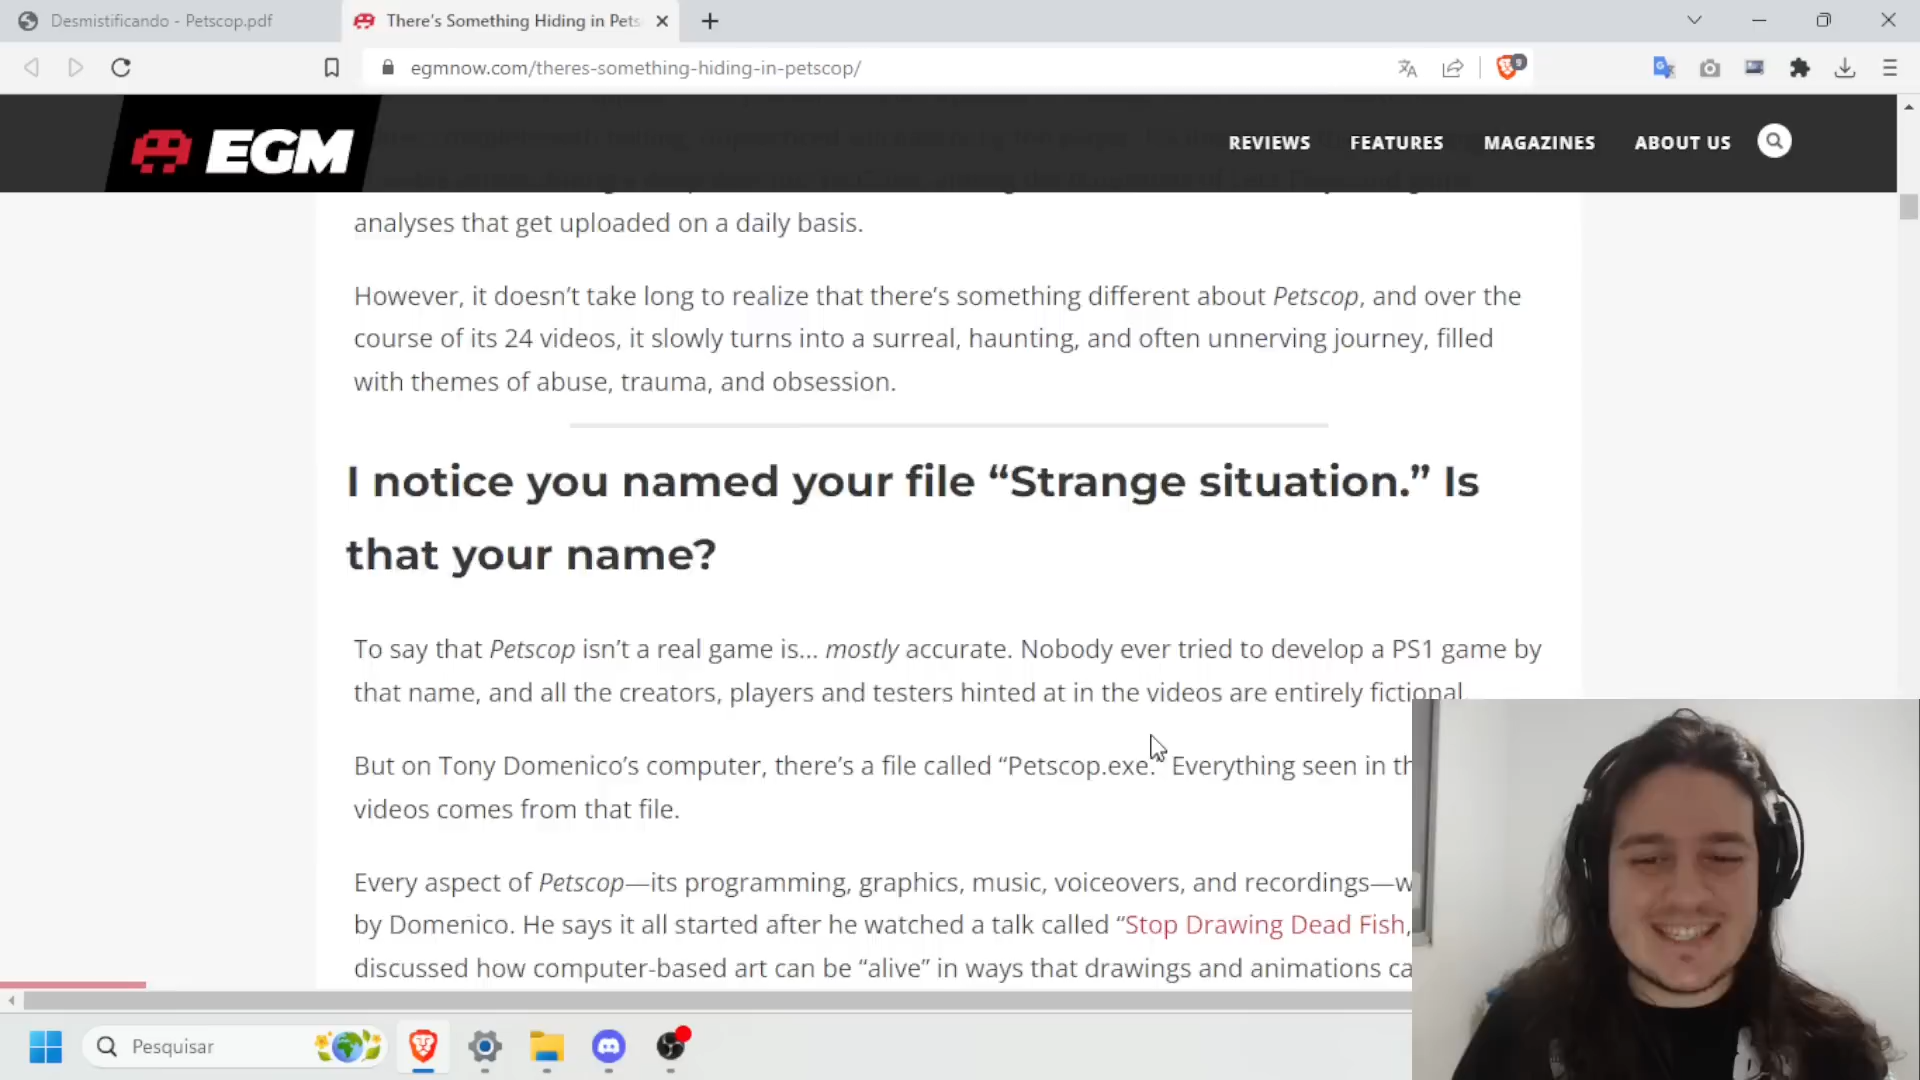 Desmistificando - Petscop.pdf
There's Something Hiding in Pets
egmnow.com/theres-something-hiding-in-petscop/
9
EGM
REVIEWS
FEATURES
MAGAZINES
ABOUT US
analyses that get uploaded on a daily basis.
However, it doesn't take long to realize that there's something different about Petscop, and over the
course of its 24 videos, it slowly turns into a surreal, haunting, and often unnerving journey, filled
with themes of abuse, trauma, and obsession.
I notice you named your file “Strange situation.” Is
that your name?
To say that Petscop isn't a real game is... mostly accurate. Nobody ever tried to develop a PS1 game by
that name, and all the creators, players and testers hinted at in the videos are entirely fictional.
But on Tony Domenico's computer, there's a file called “Petscop.exe.” Everything seen in th
videos comes from that file.
Every aspect of Petscop—its programming, graphics, music, voiceovers, and recordings—w
by Domenico. He says it all started after he watched a talk called “Stop Drawing Dead Fish,
discussed how computer-based art can be “alive” in ways that drawings and animations ca
Pesquisar